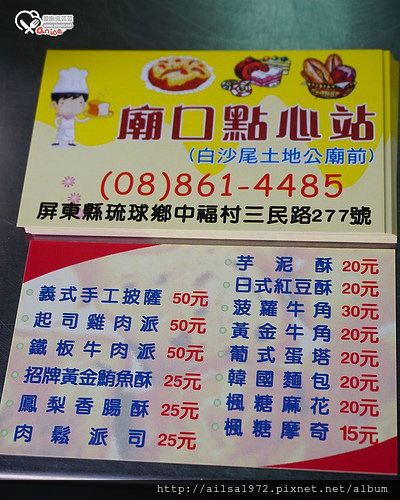 anise
廟口點心站
(白沙尾土地公廟前)
(08)861-4485
屏東縣琉球鄉中福村三民路277號
義式手工披薩 50元
起司雞肉派 50元
鐵板牛肉派 50元
招牌黃金鮪魚酥 25元
鳳梨香腸酥 25元
肉鬆派司 25元
芋泥酥 20元
日式紅豆酥 20元
菠蘿牛角 30元
黃金牛角 20元
葡式蛋塔 20元
韓國麵包 20元
楓糖麻花 20元
楓糖摩奇 15元
http://ailsa1972.pixnet.net/album